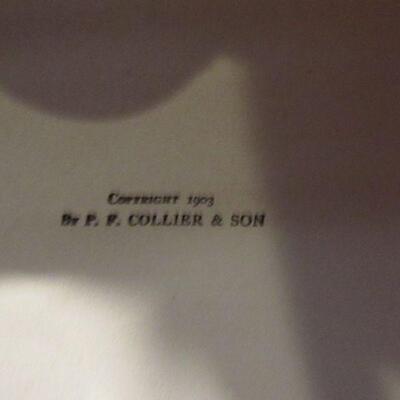 Copyright 1903
By P. F. COLLIER & SON